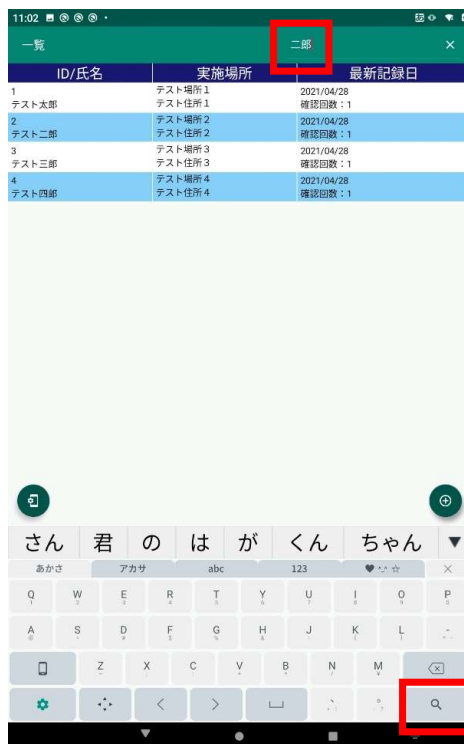 11:02
一覧 二郎 ×
ID/氏名 実施場所 最新記録日
1 テスト場所1 2021/04/28
テスト太郎 テスト住所1 確認回数：1
2 テスト場所2 2021/04/28
テスト二郎 テスト住所2 確認回数：1
3 テスト場所3 2021/04/28
テスト三郎 テスト住所3 確認回数：1
4 テスト場所4 2021/04/28
テスト四郎 テスト住所4 確認回数：1
さん 君 の は が くん ちゃん
あかさ アカサ abc 123
Q W E R T Y U I O P
A S D F G H J K L
Z X C V B N M